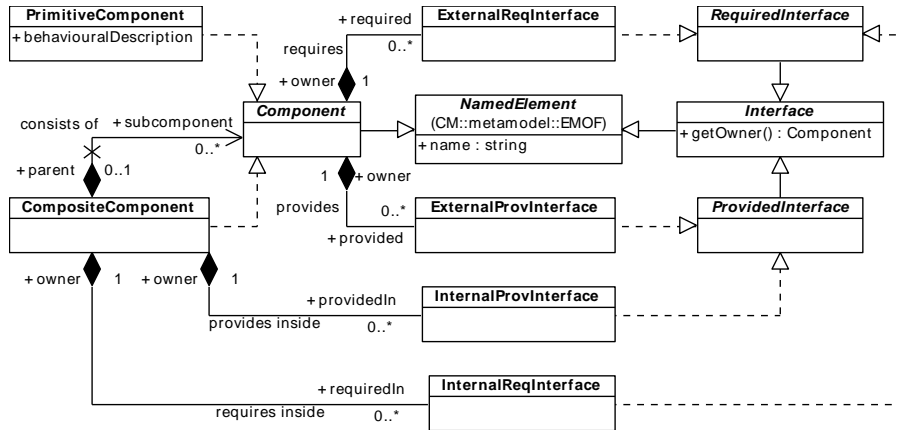 PrimitiveComponent
+ behaviouralDescription
+ required
ExternalReqInterface
RequiredInterface
requires
0..*
+ owner
1
consists of
+ subcomponent
Component
NamedElement
(CM::metamodel::EMOF)
+ name : string
Interface
+ getOwner() : Component
0..*
+ parent
0..1
1
+ owner
CompositeComponent
provides
0..*
ExternalProvInterface
ProvidedInterface
+ provided
+ owner
1
+ owner
1
+ providedIn
InternalProvInterface
provides inside
0..*
+ requiredIn
InternalReqInterface
requires inside
0..*